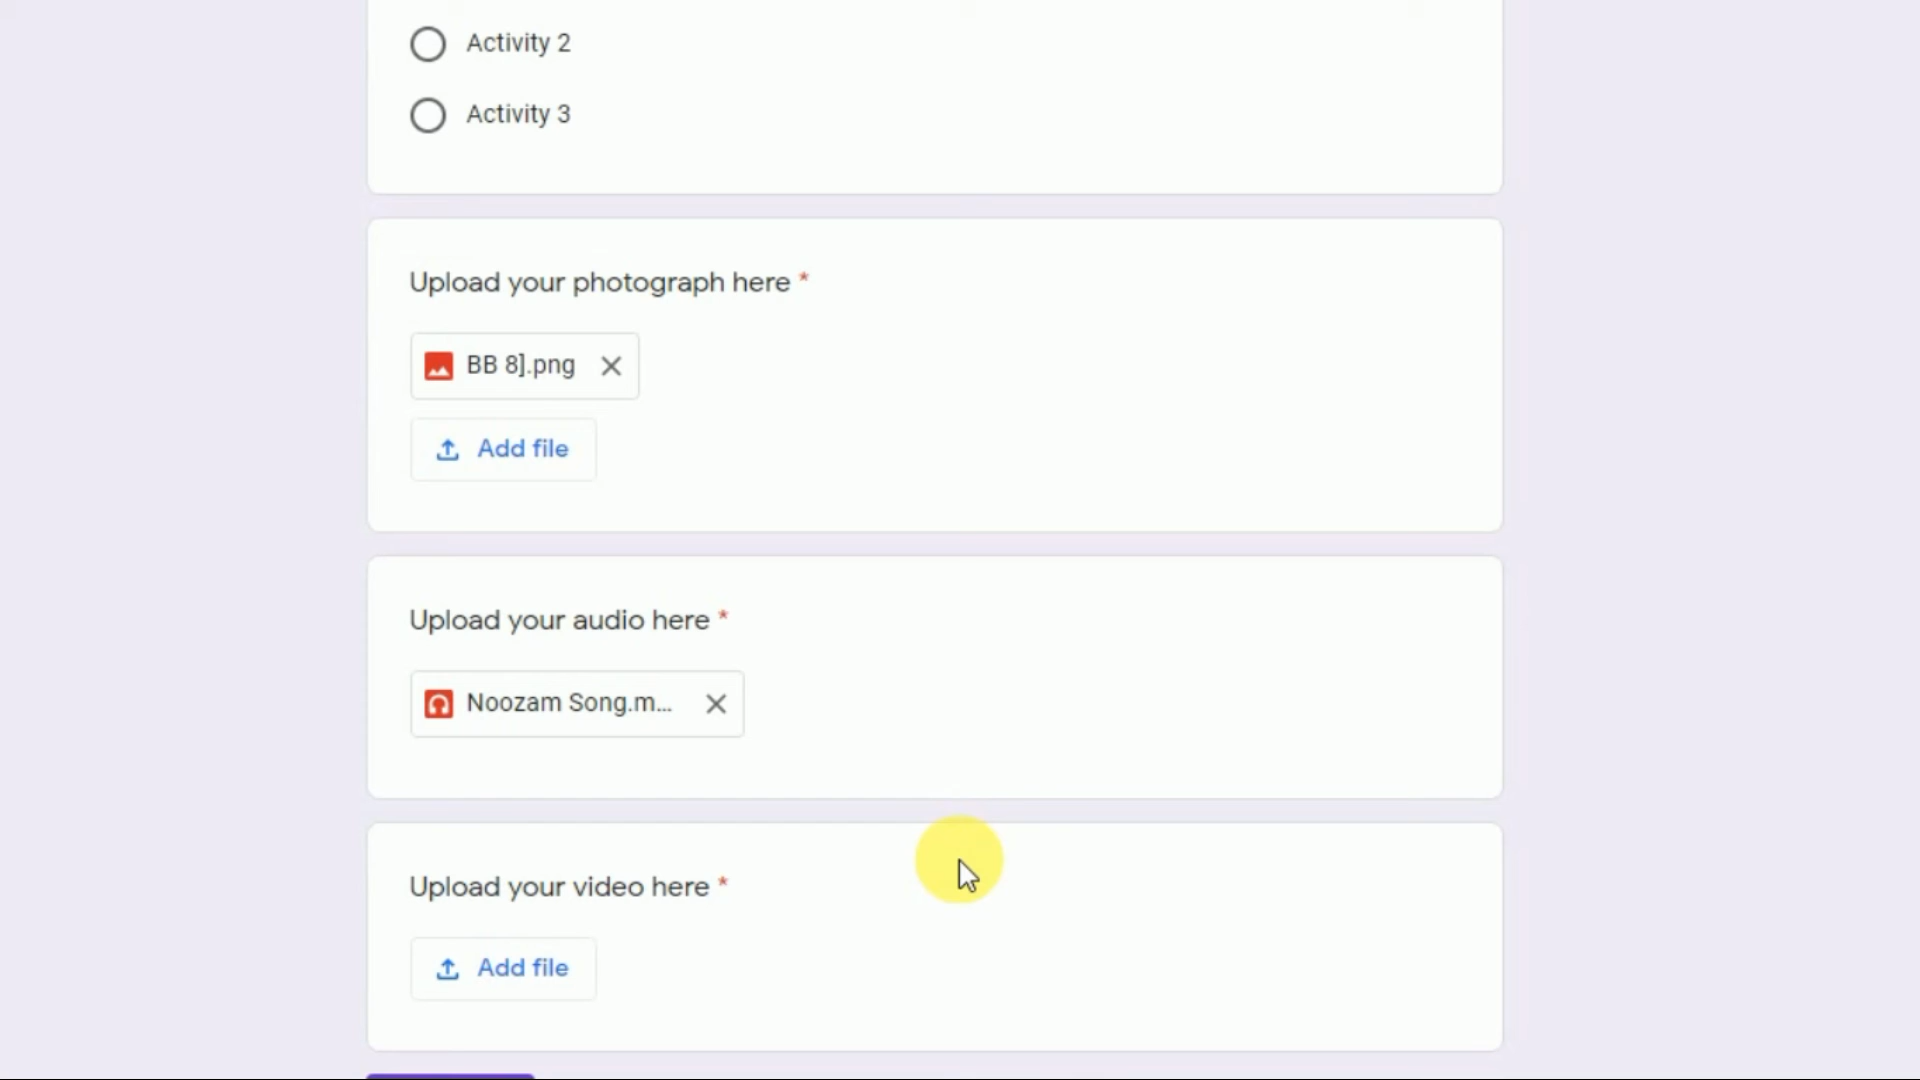 Activity 2
Activity 3
Upload your photograph here *
BB 8].png
Add file
Upload your audio here *
Noozam Song.m...
Upload your video here *
Add file